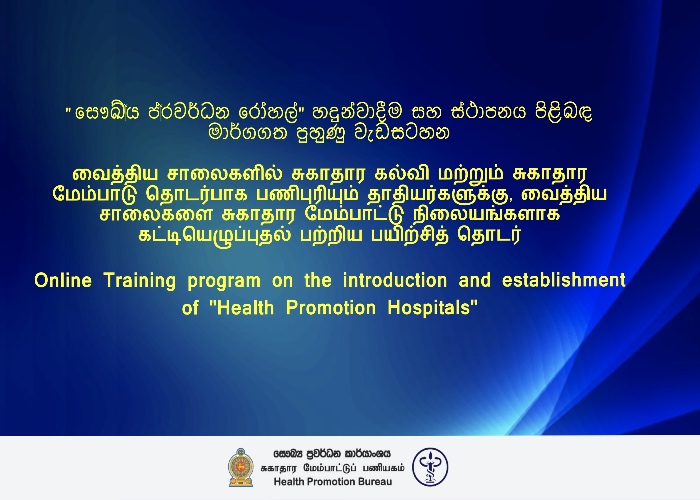 "සෞඛ්‍ය ප්රවර්ධන රෝහල්" හඳුන්වාදීම සහ ස්ථාපනය පිළිබඳ
මාර්ගගත පුහුණු වැඩසටහන
வைத்திய சாலைகளில் சுகாதார கல்வி மற்றும் சுகாதார
மேம்பாடு தொடர்பாக பணிபுரியும் தாதியர்களுக்கு, வைத்திய
சாலைகளை சுகாதார மேம்பாட்டு நிலையங்களாக
கட்டியெழுப்புதல் பற்றிய பயிற்சித் தொடர்
Online Training program on the introduction and establishment
of "Health Promotion Hospitals"
සෞඛ්‍ය ප්‍රවර්ධන කාර්යාංශය
சுகாதார மேம்பாட்டுப் பணியகம்
Health Promotion Bureau